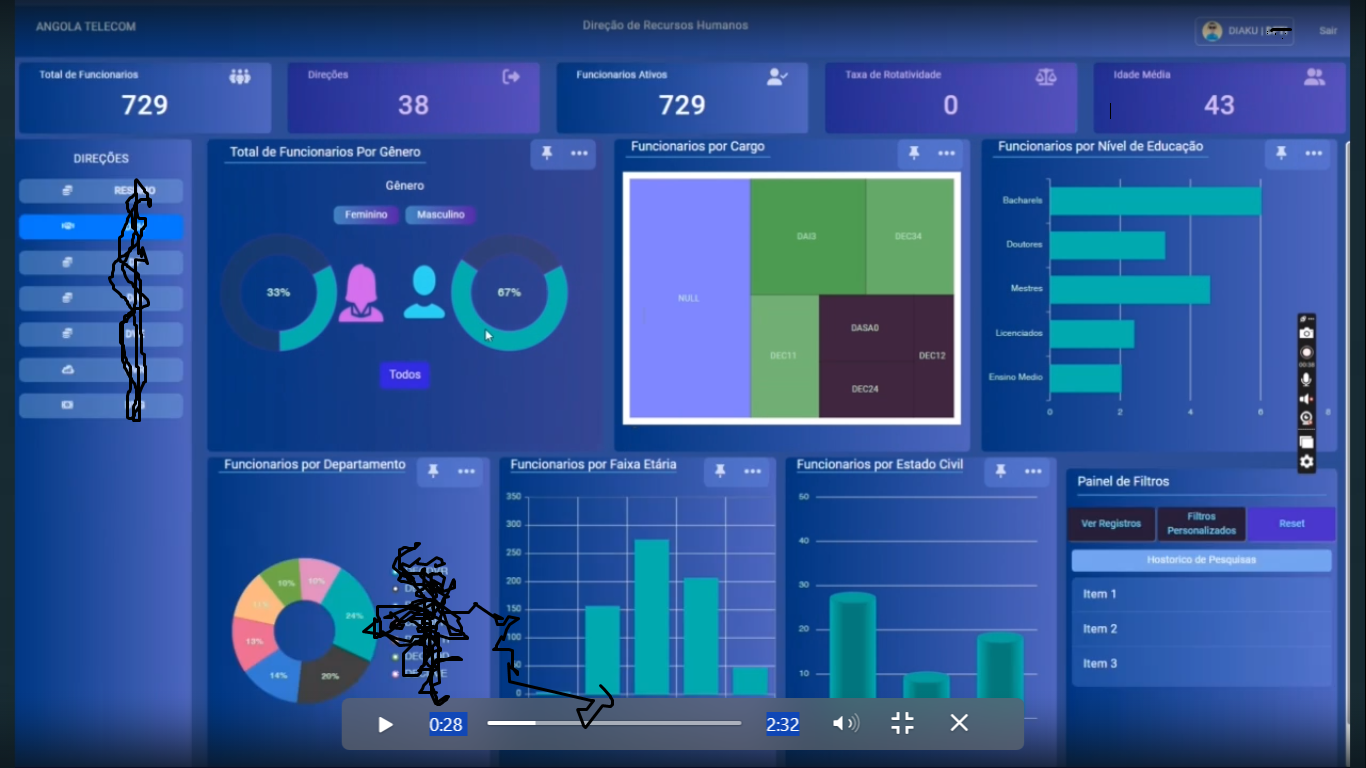 ANGOLA TELECOM
Direção de Recursos Humanos
DIAKU |
Sair
Total de Funcionarios
729
Direções
38
Funcionarios Ativos
729
Taxa de Rotatividade
0
Idade Média
43
DIREÇÕES
Total de Funcionarios Por Gênero
Gênero
Feminino Masculino
33%
67%
Todos
Funcionarios por Cargo
NULL
DAI3
DEC34
DEC11
DASA0
DEC12
DEC24
Funcionarios por Nível de Educação
Bacharels
Doutores
Mestres
Licenciados
Ensino Medio
0 2 4 6 8
00:38
Funcionarios por Departamento
10% 10%
11%
24%
13%
14%
20%
Funcionarios por Faixa Etária
350
300
250
200
150
100
50
0
Funcionarios por Estado Civil
50
40
30
20
10
Painel de Filtros
Ver Registros
Filtros
Personalizados
Reset
Hostorico de Pesquisas
Item 1
Item 2
Item 3
0:28
2:32